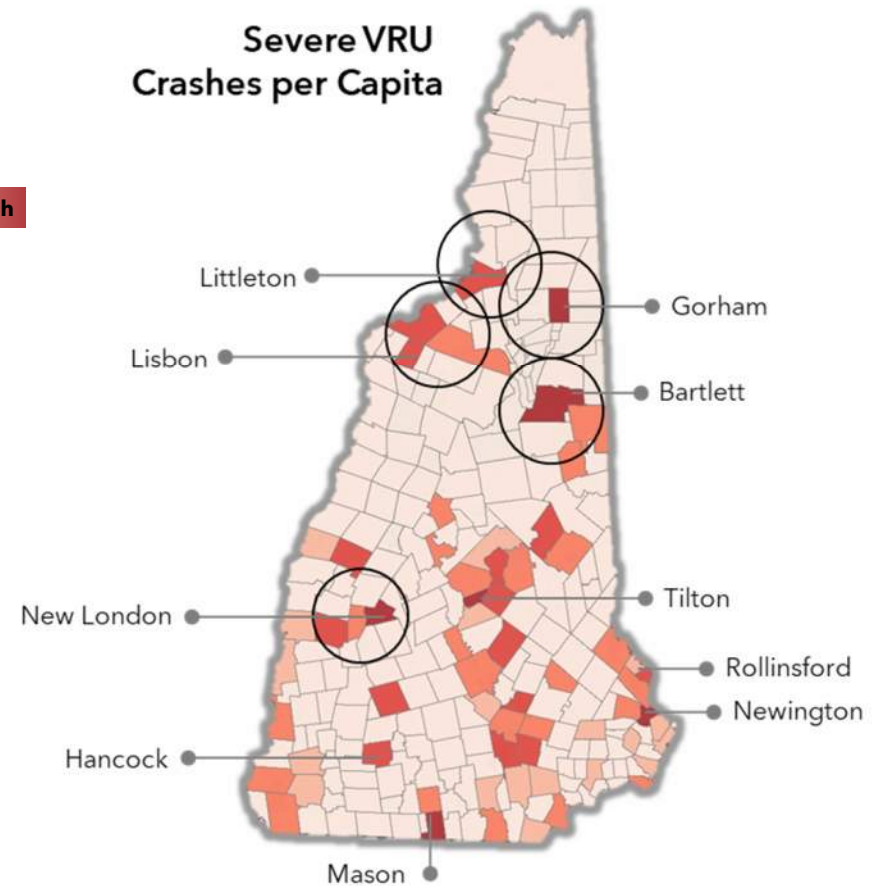 Severe VRU
Crashes per Capita
h
Littleton
Gorham
Lisbon
Bartlett
New London
Tilton
Rollinsford
Newington
Hancock
Mason